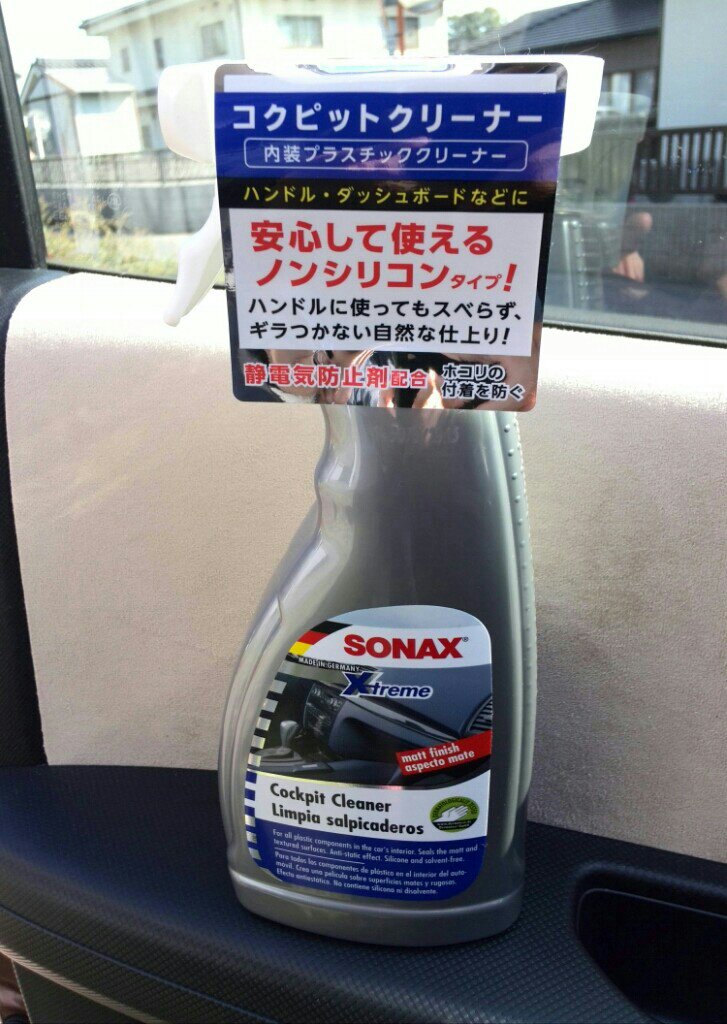 コクピットクリーナー
内装プラスチッククリーナー
ハンドル・ダッシュボードなどに
安心して使える
ノンシリコンタイプ!
ハンドルに使ってもスベらず、
ギラつかない自然な仕上り!
静電気防止剤配合
ホコリの
付着を防ぐ
SONAX®
MADE IN GERMANY
Xtreme
matt finish
aspecto mate
Cockpit Cleaner
Limpia salpicaderos
For all plastic components in the car's interior. Seals the matt and
textured surfaces. Anti-static effect. Silicone and solvent-free.
Para todos los componentes de plástico en el interior del auto-
movil. Crea una película sobre superficies mates y rugosas.
Efecto antiestático. No contiene silicona ni disolvente.